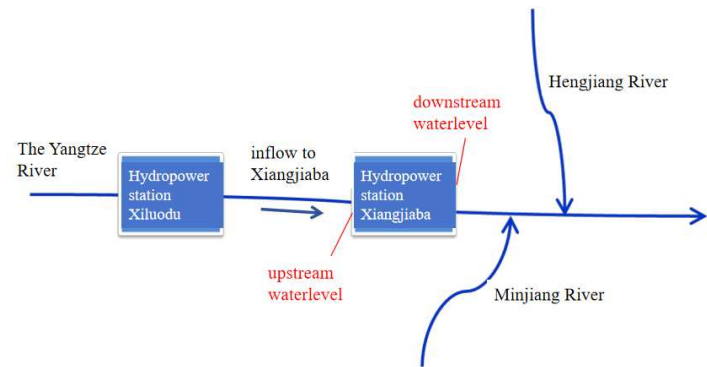 Hengjiang River
downstream
waterlevel
The Yangtze
River
inflow to
Xiangjiaba
Hydropower
station
Xiluodu
Hydropower
station
Xiangjiaba
upstream
waterlevel
Minjiang River